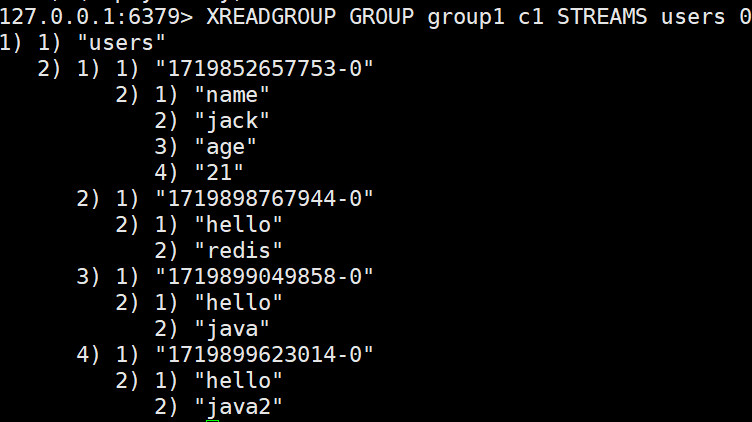 127.0.0.1:6379> XREADGROUP GROUP group1 c1 STREAMS users 0
1) 1) "users"
   2) 1) 1) "1719852657753-0"
         2) 1) "name"
            2) "jack"
            3) "age"
            4) "21"
      2) 1) "1719898767944-0"
         2) 1) "hello"
            2) "redis"
      3) 1) "1719899049858-0"
         2) 1) "hello"
            2) "java"
      4) 1) "1719899623014-0"
         2) 1) "hello"
            2) "java2"